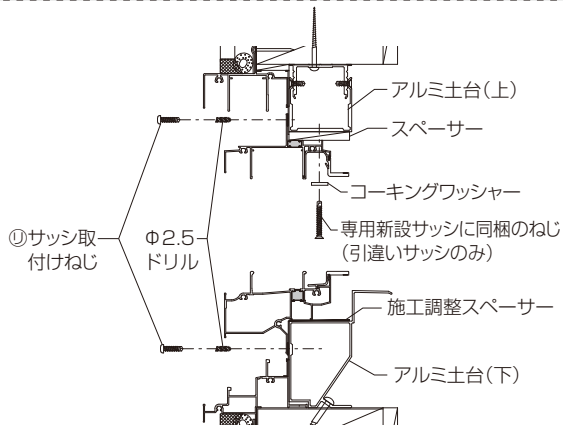 アルミ土台(上)
スペーサー
コーキングワッシャー
㋷サッシ取
付けねじ
Φ2.5
ドリル
専用新設サッシに同梱のねじ
(引違いサッシのみ)
施工調整スペーサー
アルミ土台(下)